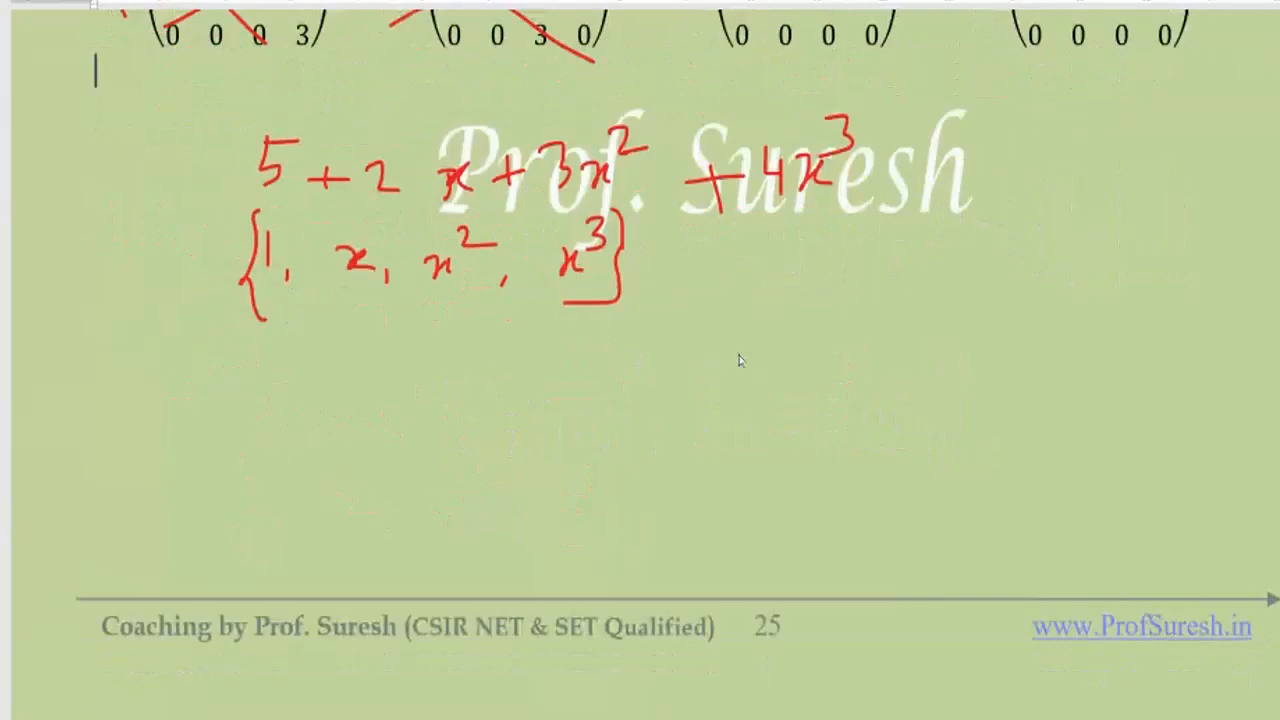 (0 0 0 3) (0 0 3 0) (0 0 0 0) (0 0 0 0)
Prof. Suresh
5 + 2 x + 3x² + 4x³
{1, x, x², x³}
Coaching by Prof. Suresh (CSIR NET & SET Qualified) 25 www.ProfSuresh.in